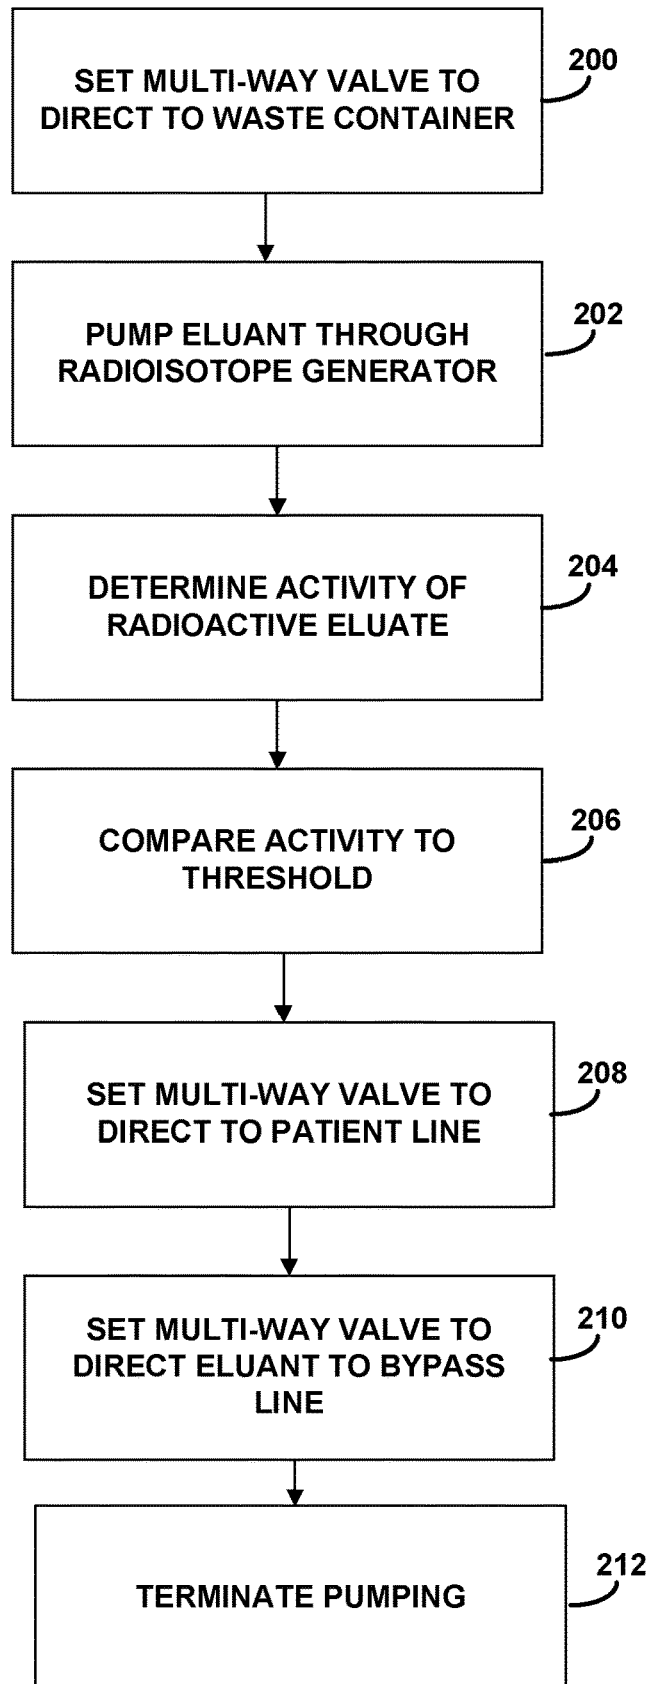 SET MULTI-WAY VALVE TO
DIRECT TO WASTE CONTAINER
200
PUMP ELUANT THROUGH
RADIOISOTOPE GENERATOR
202
DETERMINE ACTIVITY OF
RADIOACTIVE ELUATE
204
COMPARE ACTIVITY TO
THRESHOLD
206
SET MULTI-WAY VALVE TO
DIRECT TO PATIENT LINE
208
SET MULTI-WAY VALVE TO
DIRECT ELUANT TO BYPASS
LINE
210
TERMINATE PUMPING
212